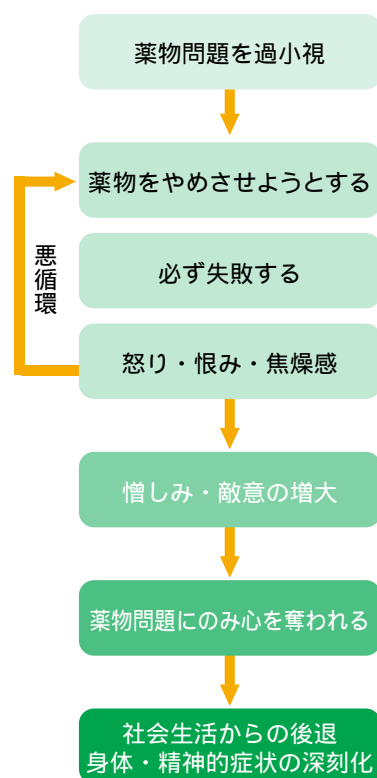 薬物問題を過小視
薬物をやめさせようとする
悪循環
必ず失敗する
怒り・恨み・焦燥感
憎しみ・敵意の増大
薬物問題にのみ心を奪われる
社会生活からの後退
身体・精神的症状の深刻化